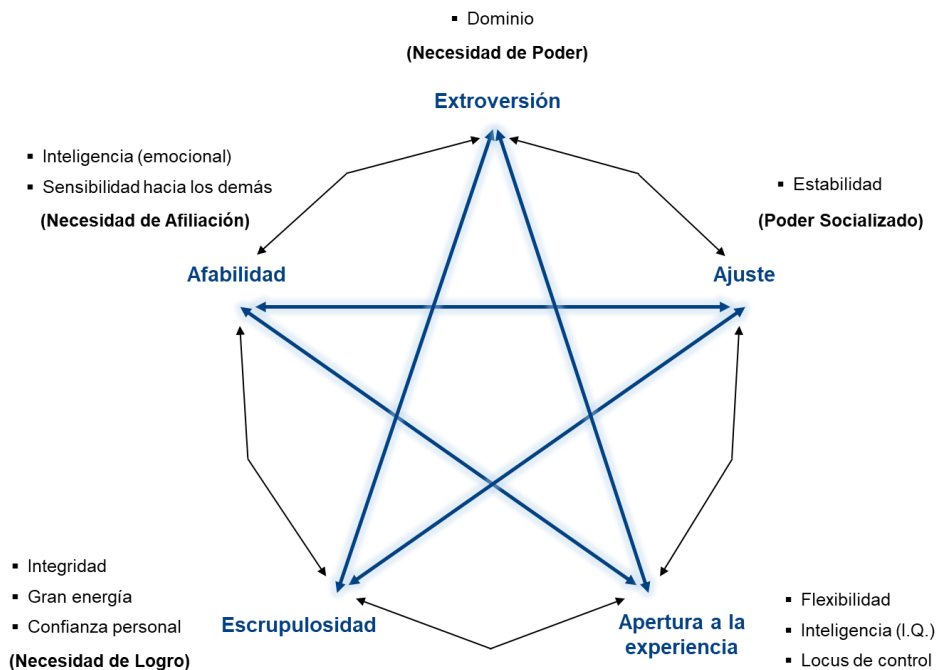 ▪ Dominio
(Necesidad de Poder)
Extroversión
▪ Inteligencia (emocional)
▪ Sensibilidad hacia los demás
(Necesidad de Afiliación)
Afabilidad
▪ Estabilidad
(Poder Socializado)
Ajuste
▪ Integridad
▪ Gran energía
▪ Confianza personal
(Necesidad de Logro)
Escrupulosidad
Apertura a la
experiencia
▪ Flexibilidad
▪ Inteligencia (I.Q.)
▪ Locus de control